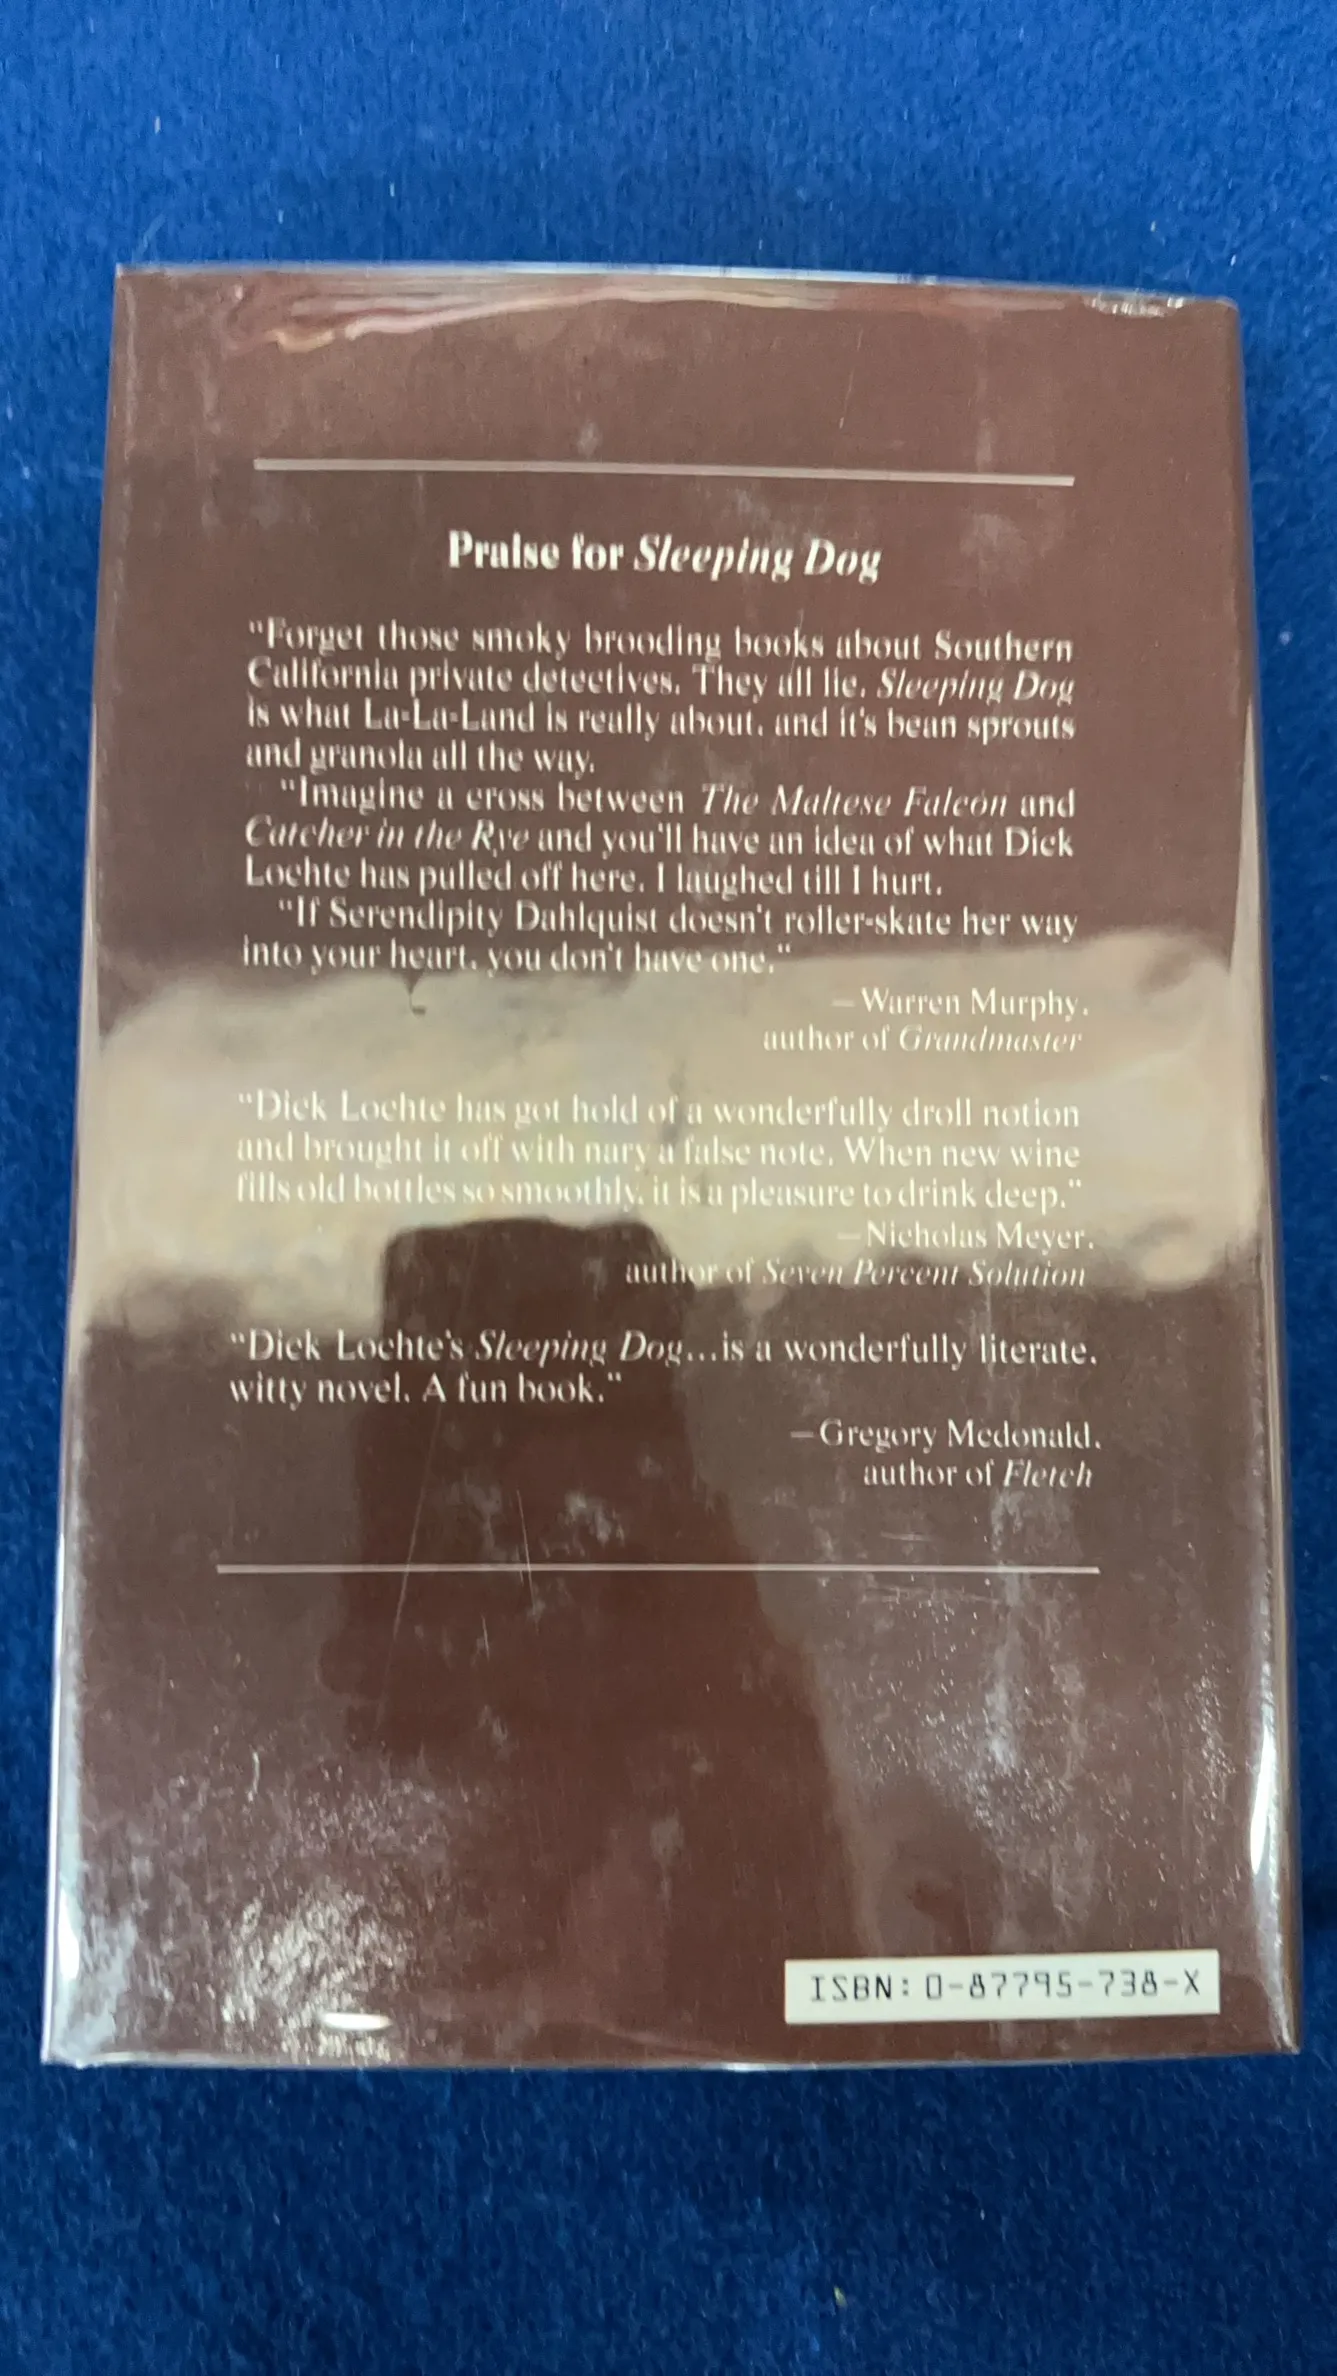 Praise for Sleeping Dog
"Forget those smoky brooding books about Southern
California private detectives. They all lie. Sleeping Dog
is what La-La-Land is really about, and it's bean sprouts
and granola all the way.
"Imagine a cross between The Maltese Falcon and
Catcher in the Rye and you'll have an idea of what Dick
Lochte has pulled off here. I laughed till I hurt.
"If Serendipity Dahlquist doesn't roller-skate her way
into your heart, you don't have one."
—Warren Murphy,
author of Grandmaster
"Dick Lochte has got hold of a wonderfully droll notion
and brought it off with nary a false note. When new wine
fills old bottles so smoothly, it is a pleasure to drink deep."
—Nicholas Meyer,
author of Seven Percent Solution
"Dick Lochte's Sleeping Dog...is a wonderfully literate,
witty novel. A fun book."
—Gregory Mcdonald,
author of Fletch
ISBN: 0-87795-738-X